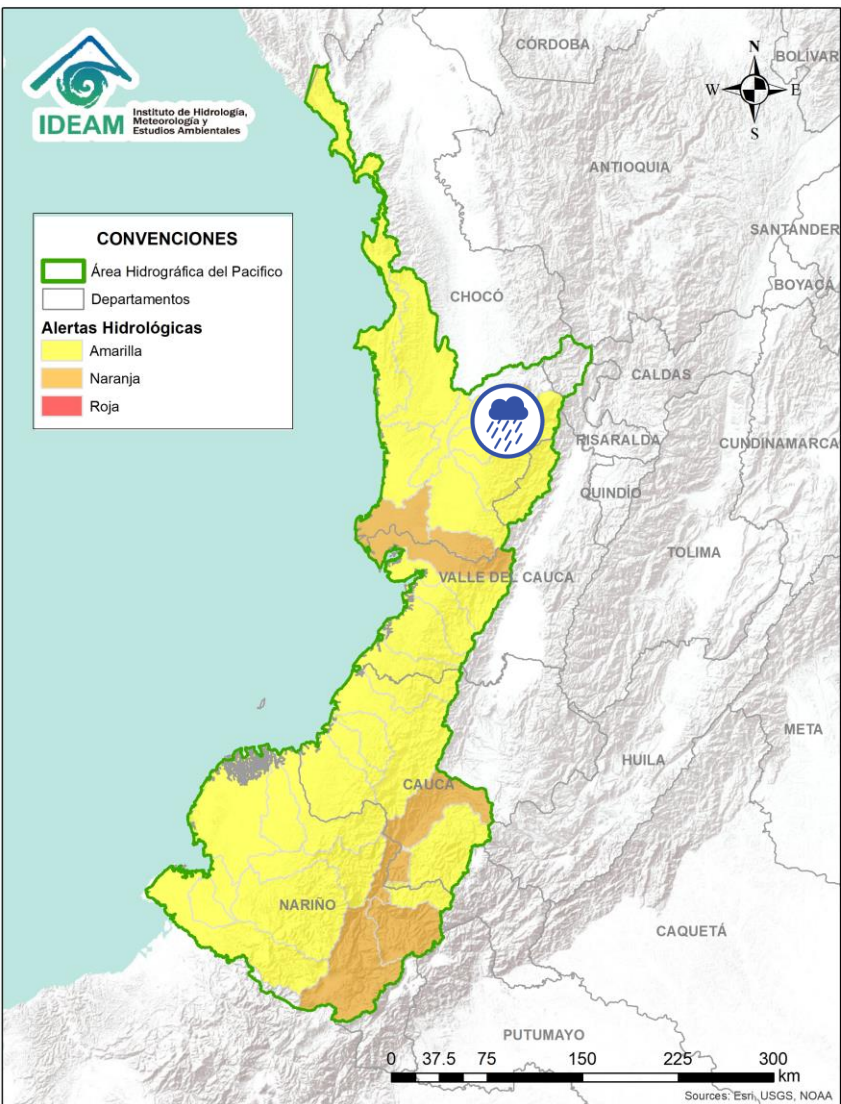 IDEAM
Instituto de Hidrología,
Meteorología y
Estudios Ambientales
CÓRDOBA
N
BOLÍVAR
W
E
S
ANTIOQUIA
SANTANDER
CONVENCIONES
Área Hidrográfica del Pacifico
Departamentos
Alertas Hidrológicas
Amarilla
Naranja
Roja
BOYACÁ
CHOCÓ
CALDAS
RISARALDA
CUNDINAMARCA
QUINDÍO
TOLIMA
VALLE DEL CAUCA
META
HUILA
CAUCA
NARIÑO
CAQUETÁ
PUTUMAYO
0 37.5 75 150 225 300
km
Sources: Esri, USGS, NOAA